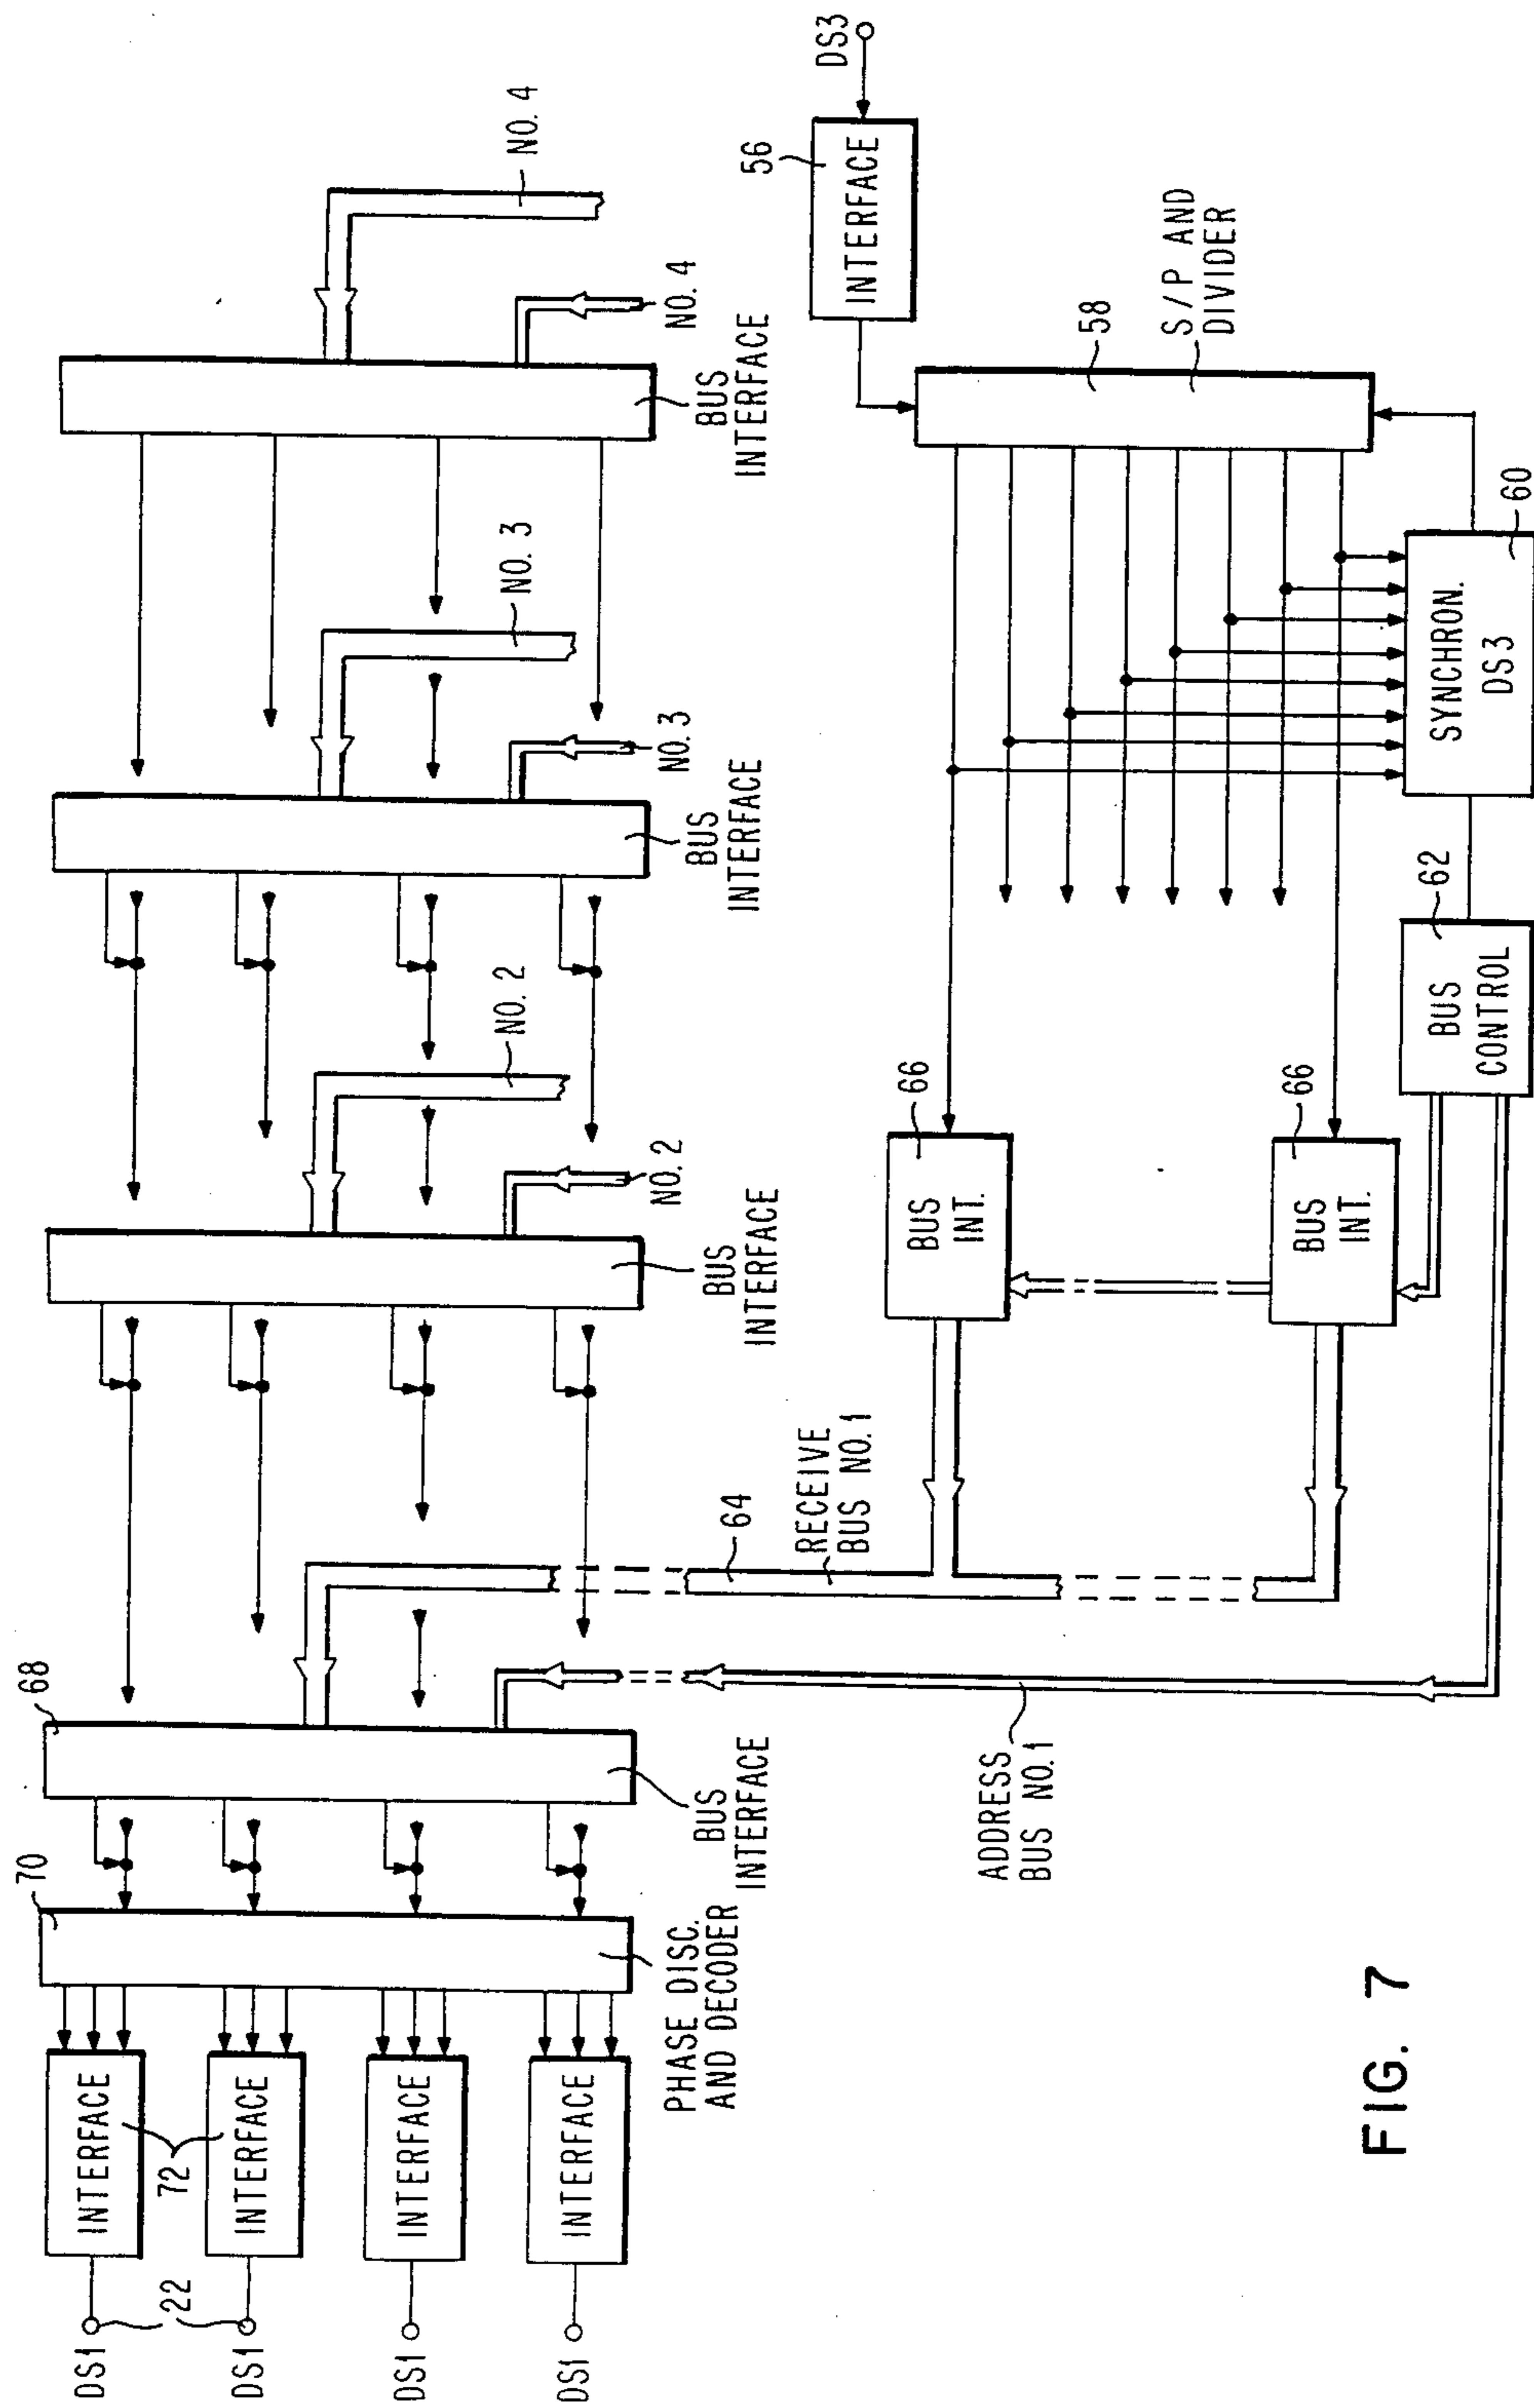 DS1
DS1
DS1
DS1
22
72
INTERFACE
INTERFACE
INTERFACE
INTERFACE
70
PHASE DISC.
AND DECODER
68
BUS
INTERFACE
BUS
INTERFACE
NO. 2
NO. 2
BUS
INTERFACE
NO. 3
NO. 3
BUS
INTERFACE
NO. 4
NO. 4
ADDRESS
BUS NO. 1
64
RECEIVE
BUS NO. 1
66
BUS
INT.
66
BUS
INT.
62
BUS
CONTROL
60
SYNCHRON.
DS3
58
S/P AND
DIVIDER
56
INTERFACE
DS3
FIG. 7